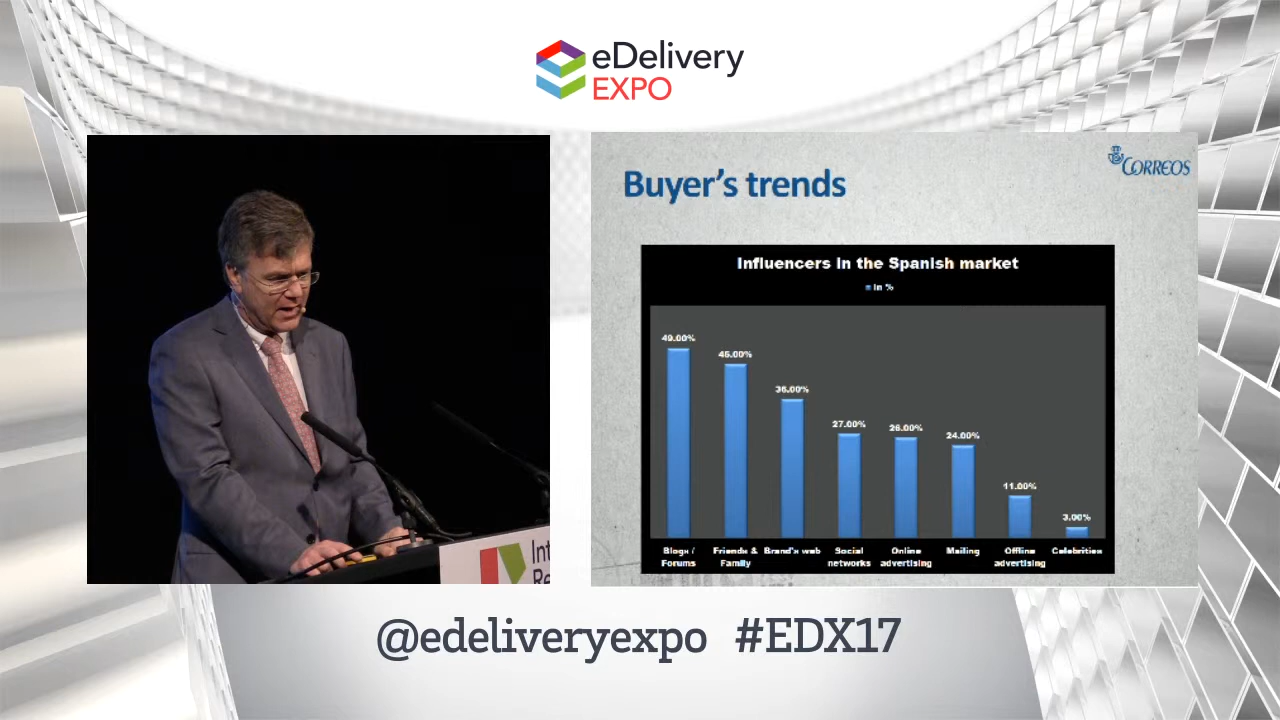 eDelivery
EXPO
CORREOS
Buyer's trends
Influencers in the Spanish market
In %
49.00%
45.00%
36.00%
27.00%
26.00%
24.00%
11.00%
3.00%
Blogs / Forums
Friends & Family
Brand's web
Social networks
Online advertising
Mailing
Offline advertising
Celebrities
@edeliveryexpo #EDX17